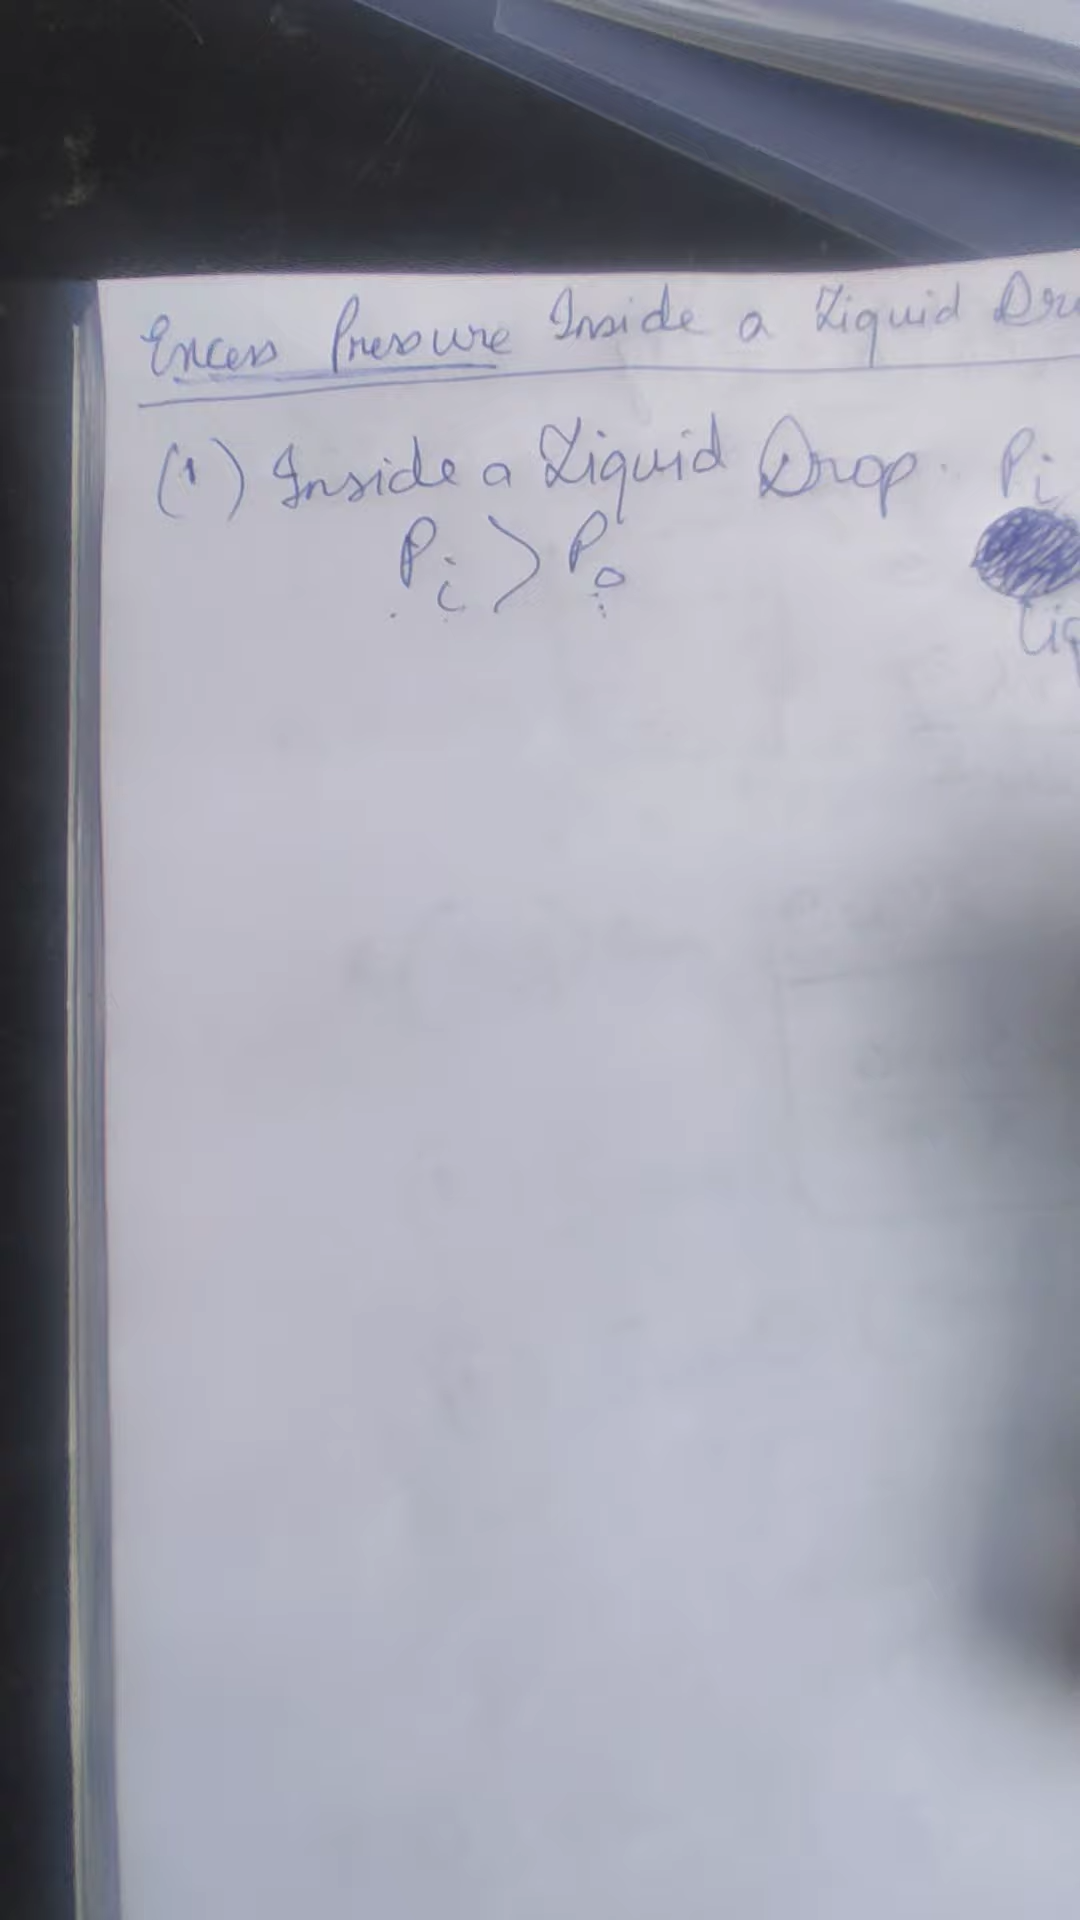 Excess Pressure Inside a Liquid
(1) Inside a Liquid Drop. Pi
Pi > Po